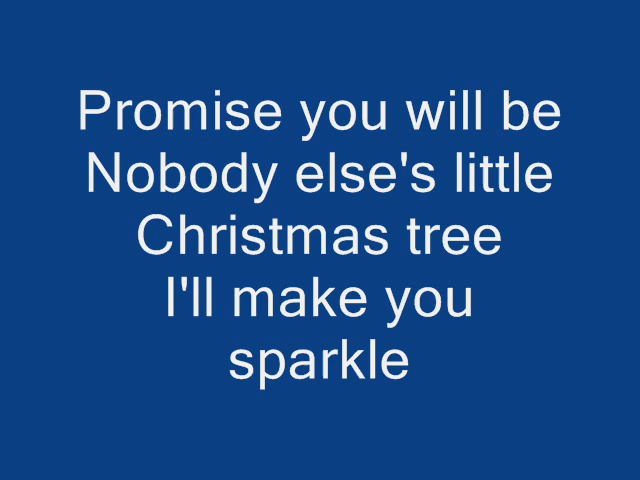 Promise you will be
Nobody else's little
Christmas tree
I'll make you
sparkle